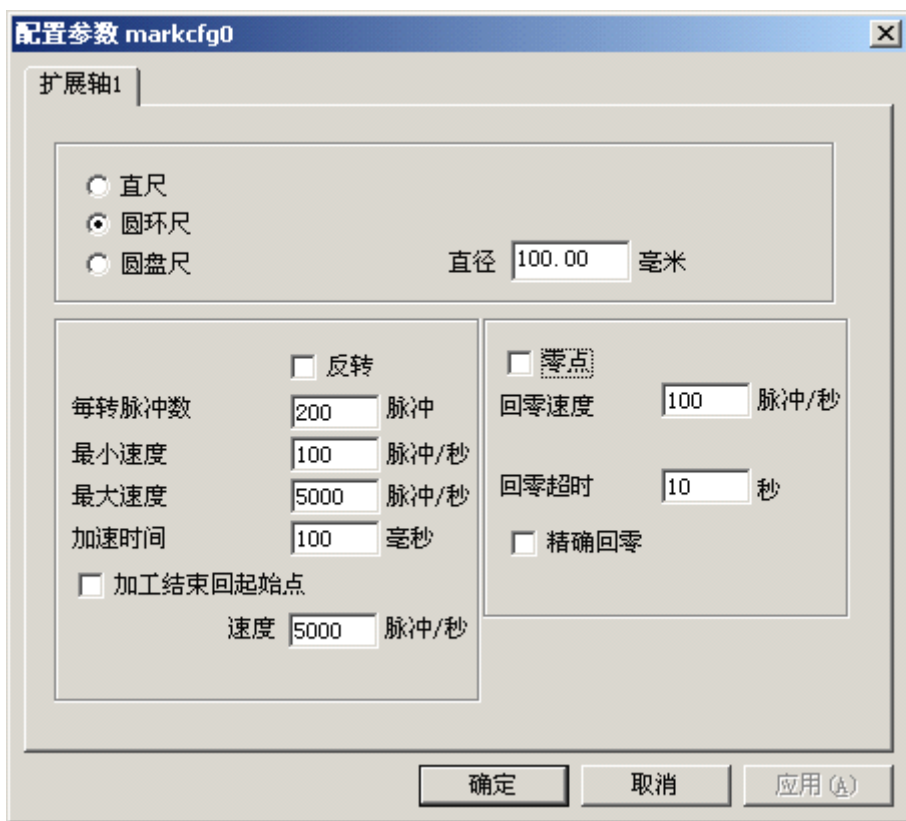 配置参数 markcfg0
扩展轴1
直尺
圆环尺
圆盘尺
直径 100.00 毫米
反转
每转脉冲数 200 脉冲
最小速度 100 脉冲/秒
最大速度 5000 脉冲/秒
加速时间 100 毫秒
加工结束回起始点
速度 5000 脉冲/秒
零点
回零速度 100 脉冲/秒
回零超时 10 秒
精确回零
确定 取消 应用(A)